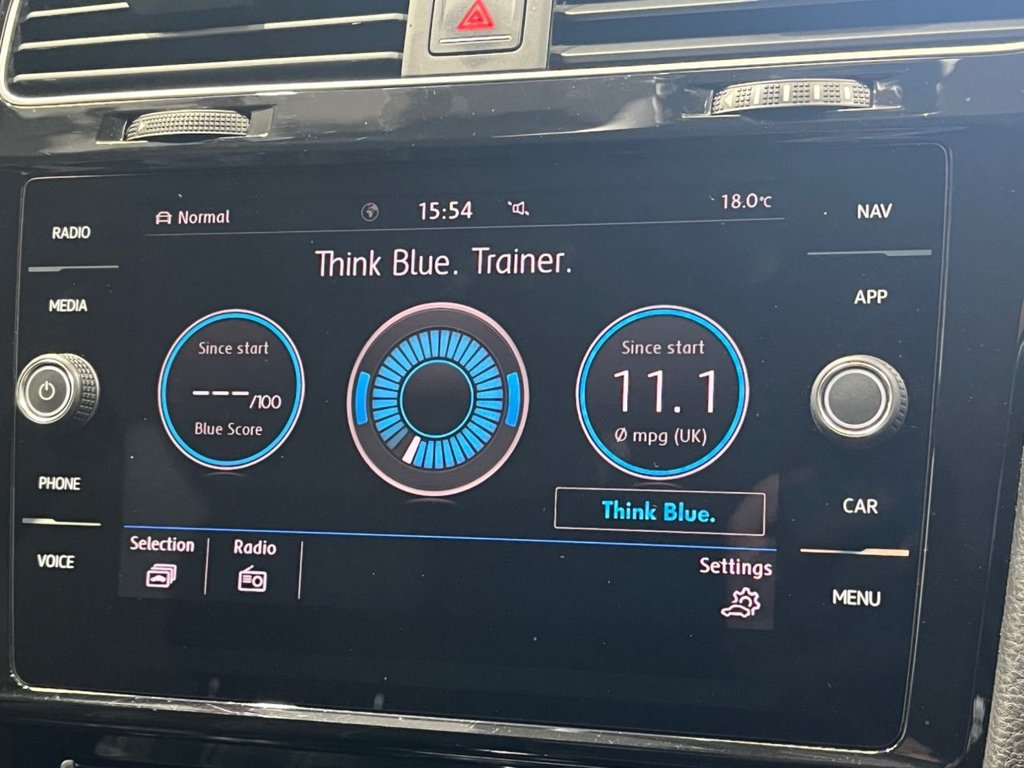 RADIO
MEDIA
PHONE
VOICE
Normal
15:54
18.0°C
Think Blue. Trainer.
Since start
---/100
Blue Score
Since start
11.1
Ø mpg (UK)
Think Blue.
Selection
Radio
Settings
NAV
APP
CAR
MENU